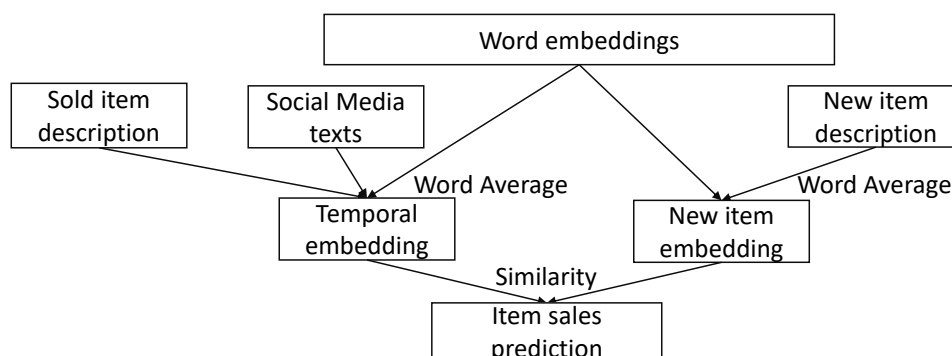 Word embeddings
Sold item
description
Social Media
texts
New item
description
Word Average
Word Average
Temporal
embedding
New item
embedding
Similarity
Item sales
prediction